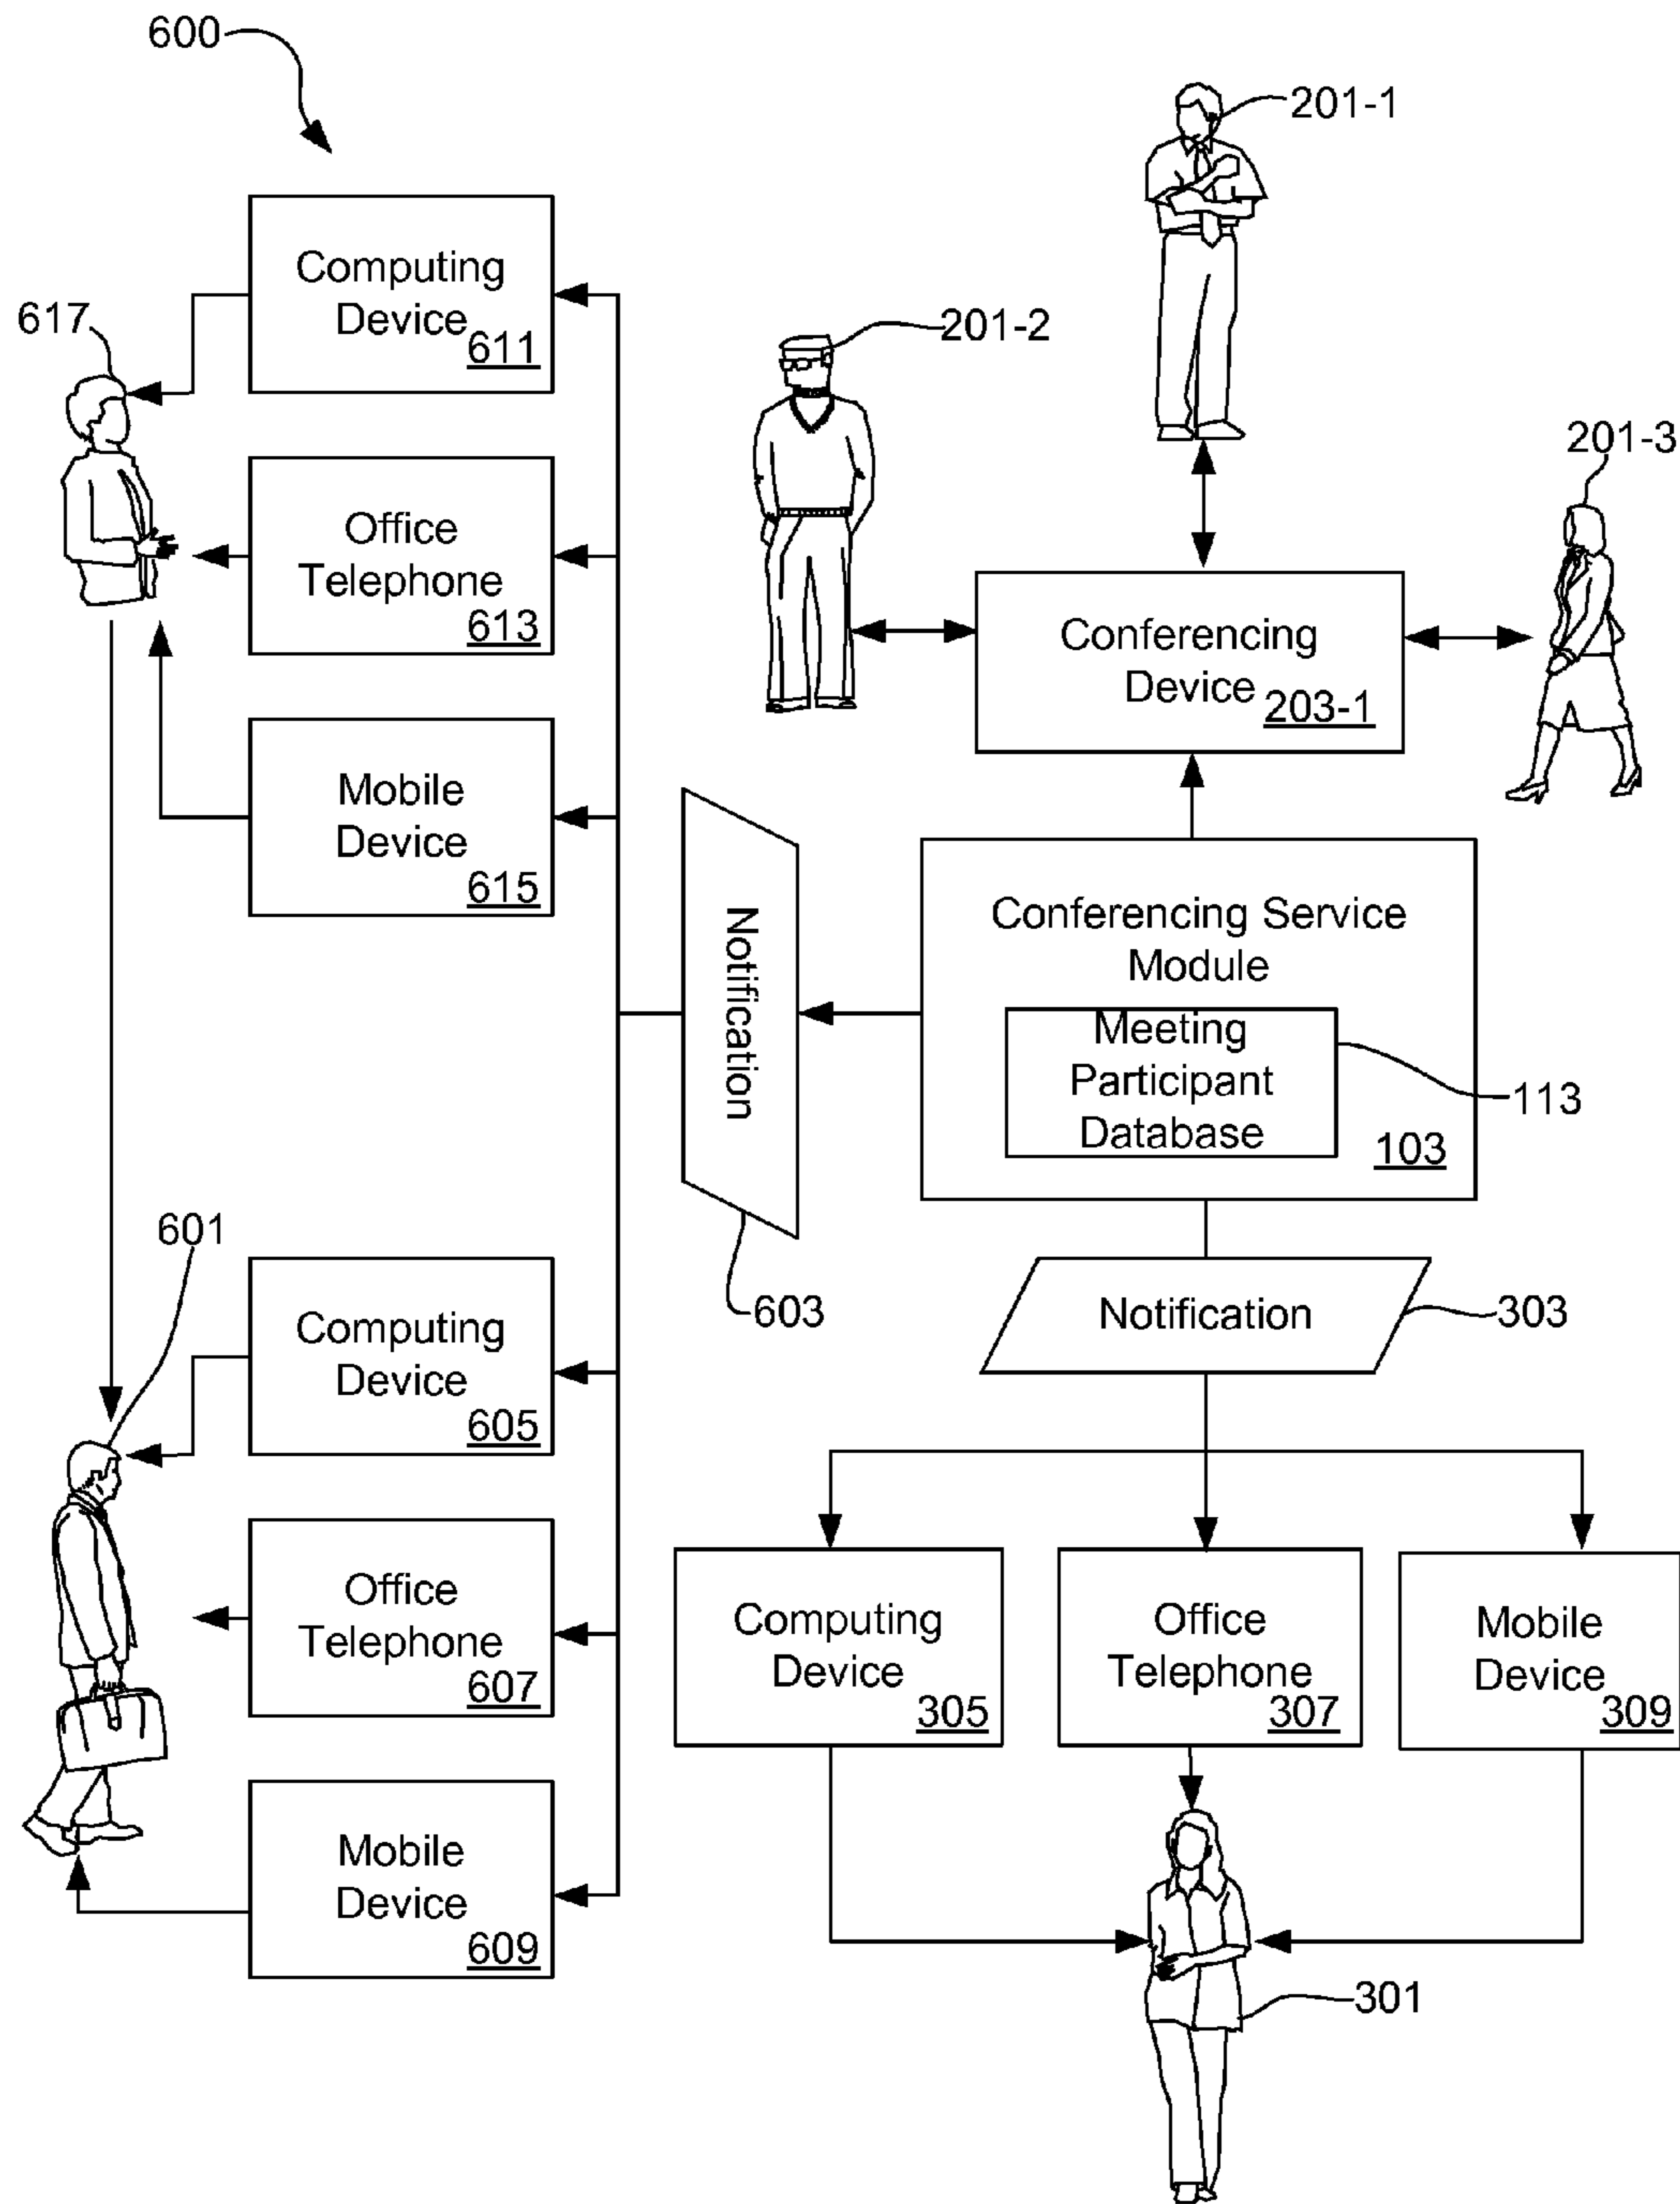 600
201-1
Computing
Device
611
617
201-2
201-3
Office
Telephone
613
Conferencing
Device
203-1
Mobile
Device
615
Notification
Conferencing Service
Module
Meeting
Participant
Database
113
103
601
603
Notification
303
Computing
Device
605
Office
Telephone
607
Computing
Device
305
Office
Telephone
307
Mobile
Device
309
Mobile
Device
609
301